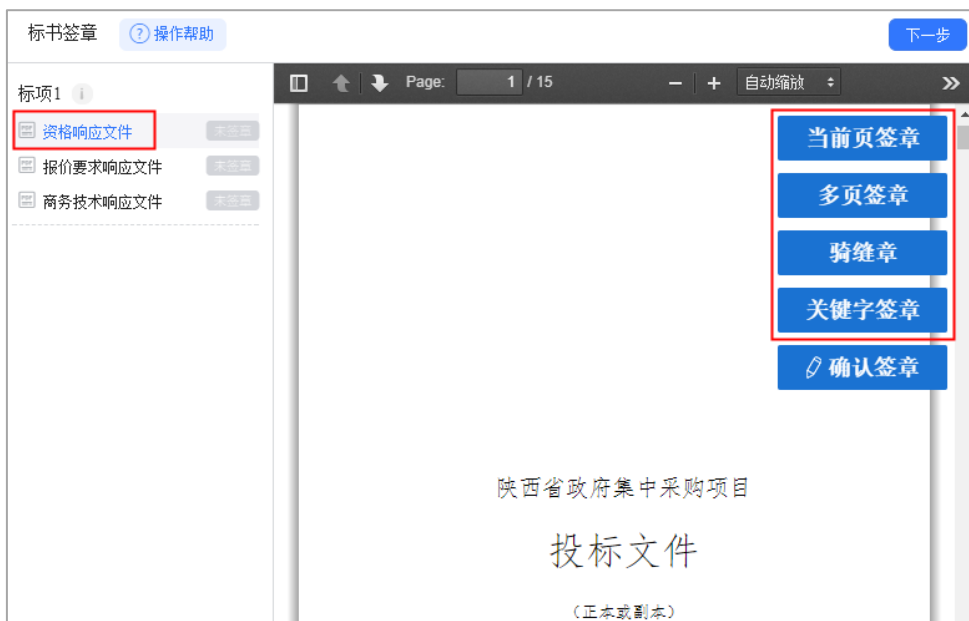 标书签章 ? 操作帮助 下一步
Page: 1 / 15 自动缩放
标项1
资格响应文件 未签章
报价要求响应文件 未签章
商务技术响应文件 未签章
当前页签章
多页签章
骑缝章
关键字签章
确认签章
陕西省政府集中采购项目
投标文件
（正本或副本）